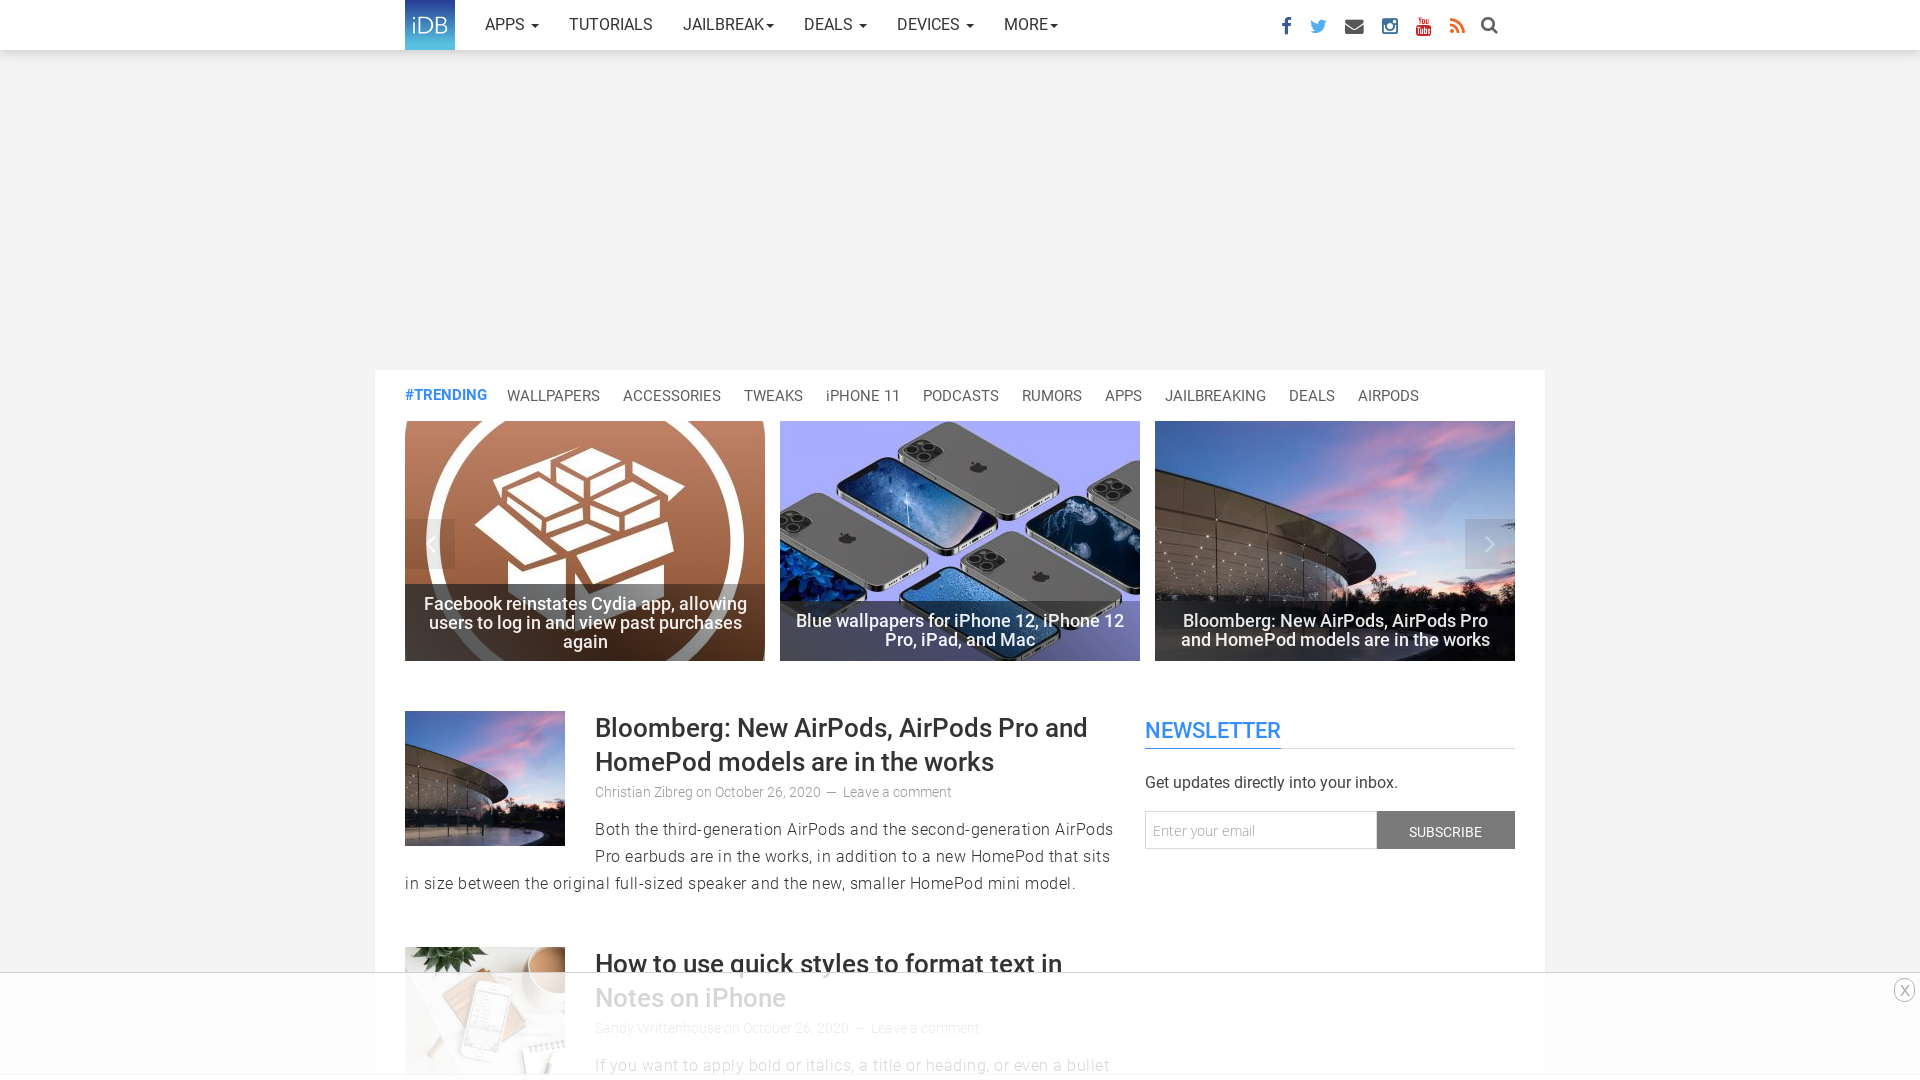 iDB
APPS
TUTORIALS
JAILBREAK
DEALS
DEVICES
MORE
#TRENDING
WALLPAPERS
ACCESSORIES
TWEAKS
iPHONE 11
PODCASTS
RUMORS
APPS
JAILBREAKING
DEALS
AIRPODS
Facebook reinstates Cydia app, allowing
users to log in and view past purchases
again
Blue wallpapers for iPhone 12, iPhone 12
Pro, iPad, and Mac
Bloomberg: New AirPods, AirPods Pro
and HomePod models are in the works
Bloomberg: New AirPods, AirPods Pro and
HomePod models are in the works
Christian Zibreg on October 26, 2020 — Leave a comment
Both the third-generation AirPods and the second-generation AirPods
Pro earbuds are in the works, in addition to a new HomePod that sits
in size between the original full-sized speaker and the new, smaller HomePod mini model.
NEWSLETTER
Get updates directly into your inbox.
Enter your email
SUBSCRIBE
How to use quick styles to format text in
Notes on iPhone
Sandy Writtenhouse on October 26, 2020 — Leave a comment
If you want to apply bold or italics, a title or heading, or even a bullet
X